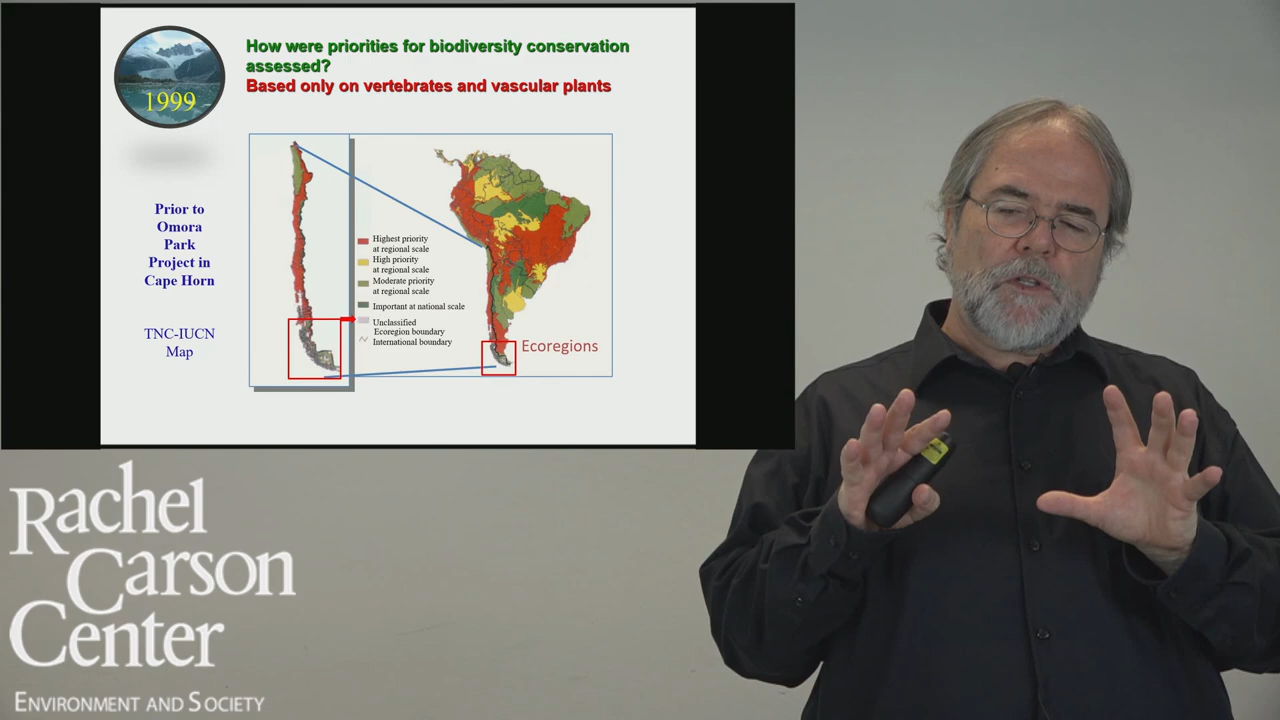 How were priorities for biodiversity conservation
assessed?
Based only on vertebrates and vascular plants
1999
Prior to
Omora
Park
Project in
Cape Horn
TNC-IUCN
Map
Highest priority
at regional scale
High priority
at regional scale
Moderate priority
at regional scale
Important at national scale
Unclassified
Ecoregion boundary
International boundary
Ecoregions
Rachel
Carson
Center
ENVIRONMENT AND SOCIETY